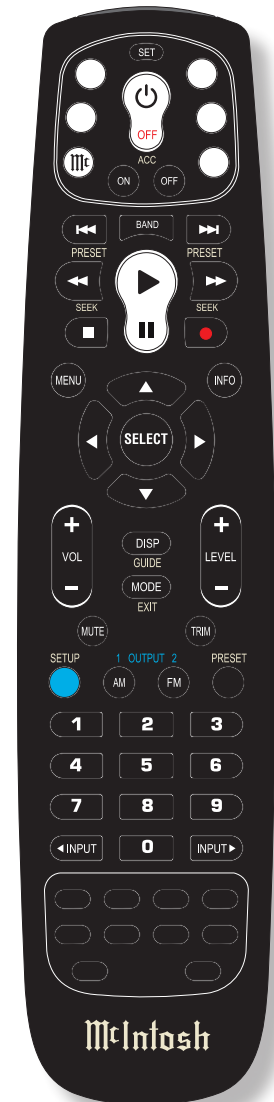 SET
OFF
Mc
ACC
ON OFF
BAND
PRESET PRESET
SEEK SEEK
MENU INFO
SELECT
+ +
VOL DISP LEVEL
GUIDE
- MODE -
EXIT
MUTE TRIM
SETUP 1 OUTPUT 2 PRESET
AM FM
1 2 3
4 5 6
7 8 9
INPUT 0 INPUT
McIntosh